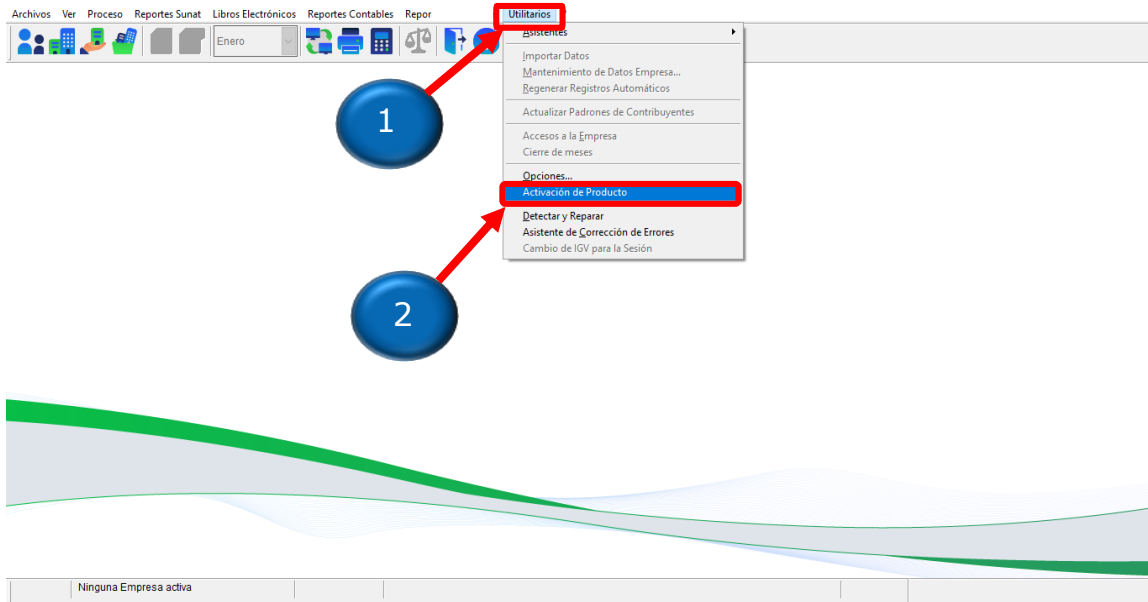 Archivos Ver Proceso Reportes Sunat Libros Electrónicos Reportes Contables Repor Utilitarios
Enero
Asistentes
Importar Datos
Mantenimiento de Datos Empresa...
Regenerar Registros Automáticos
Actualizar Padrones de Contribuyentes
Accesos a la Empresa
Cierre de meses
Opciones...
Activación de Producto
Detectar y Reparar
Asistente de Corrección de Errores
Cambio de IGV para la Sesión
1
2
Ninguna Empresa activa